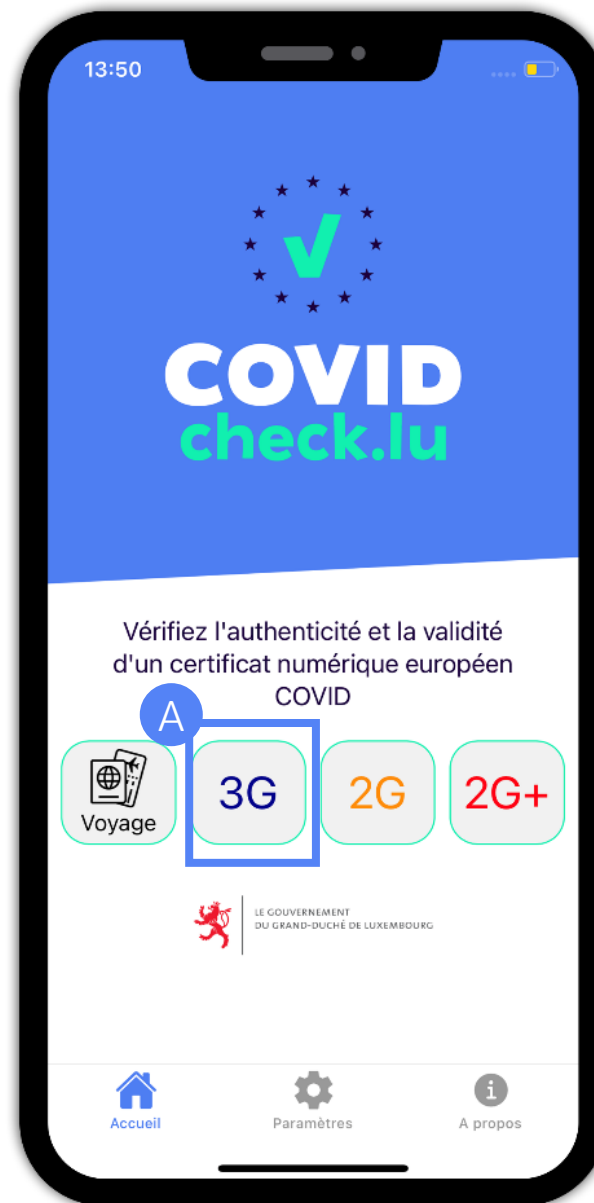 13:50
COVID
check.lu
Vérifiez l'authenticité et la validité
d'un certificat numérique européen
COVID
A
Voyage
3G
2G
2G+
LE GOUVERNEMENT
DU GRAND-DUCHÉ DE LUXEMBOURG
Accueil
Paramètres
A propos